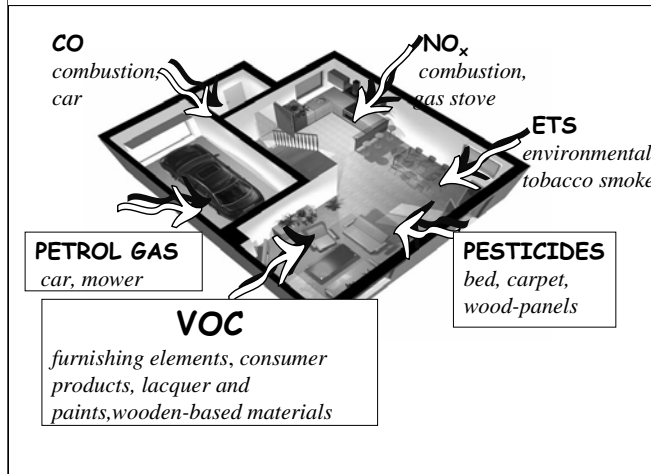 CO
combustion,
car
NOx
combustion,
gas stove
ETS
environmental
tobacco smoke
PETROL GAS
car, mower
PESTICIDES
bed, carpet,
wood-panels
VOC
furnishing elements, consumer
products, lacquer and
paints,wooden-based materials